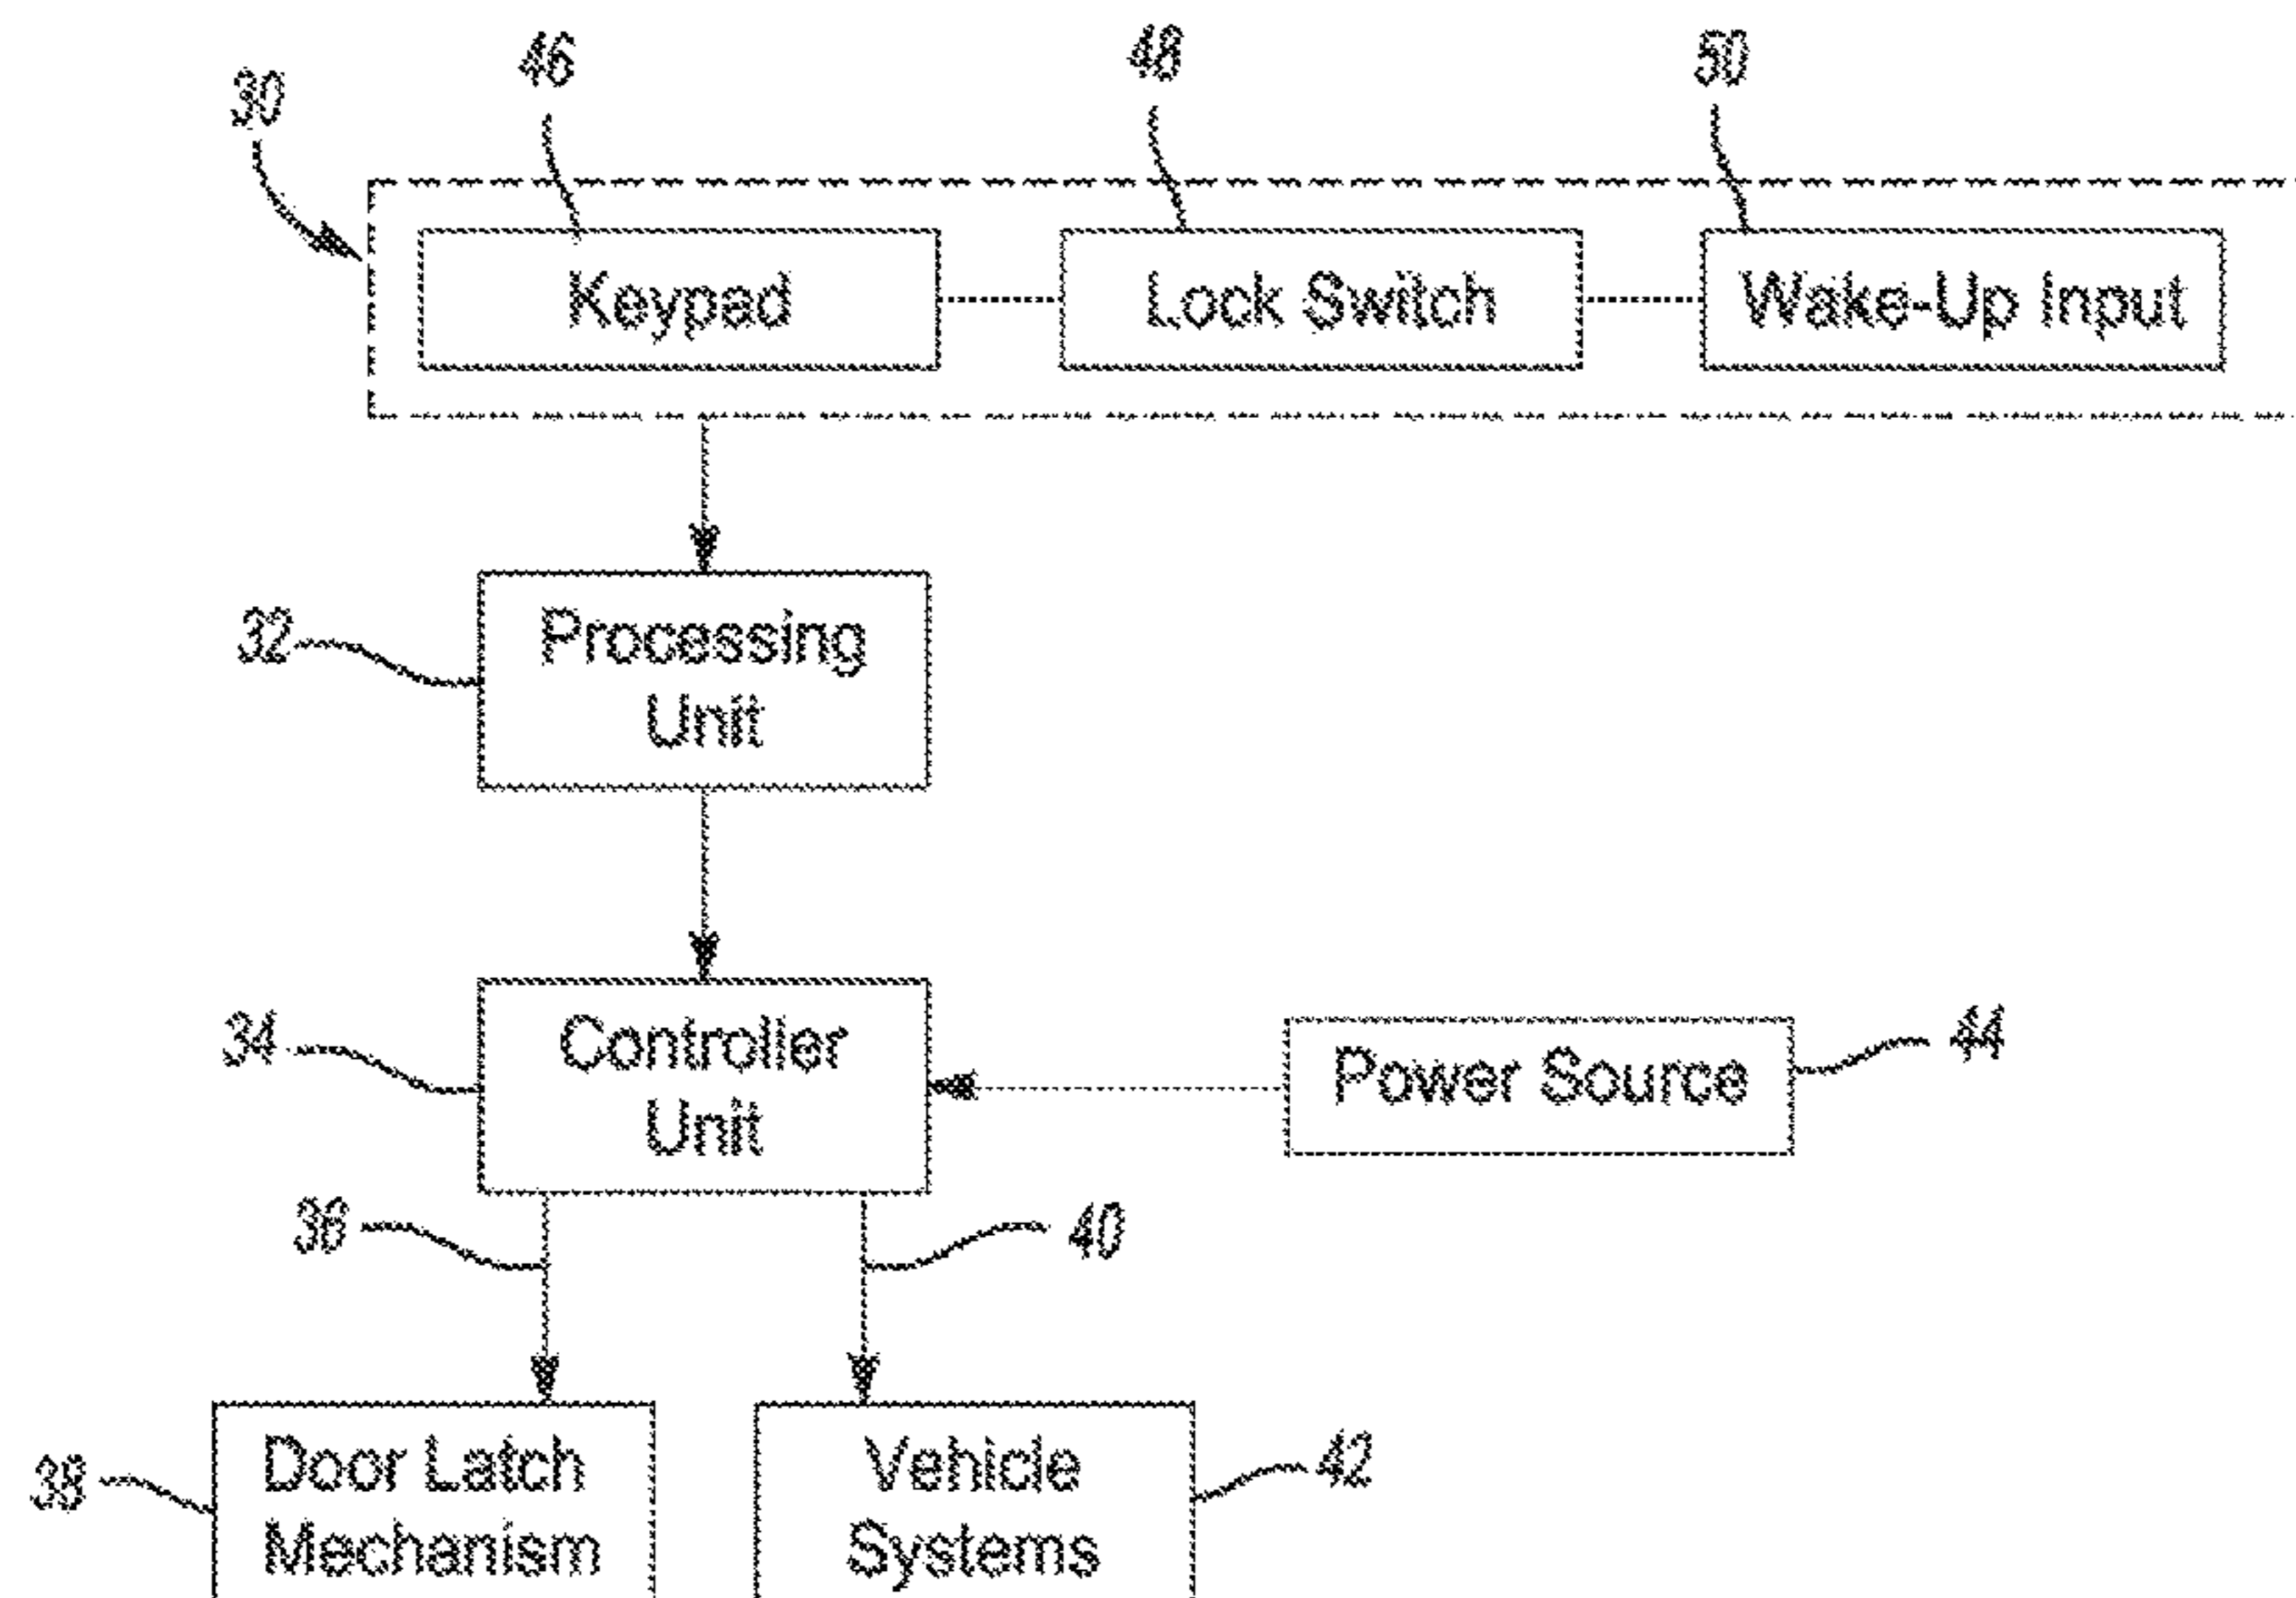 46
48
50
30
Keypad
Lock Switch
Wake-Up Input
32
Processing
Unit
34
Controller
Unit
Power Source
44
36
40
38
Door Latch
Mechanism
Vehicle
Systems
42